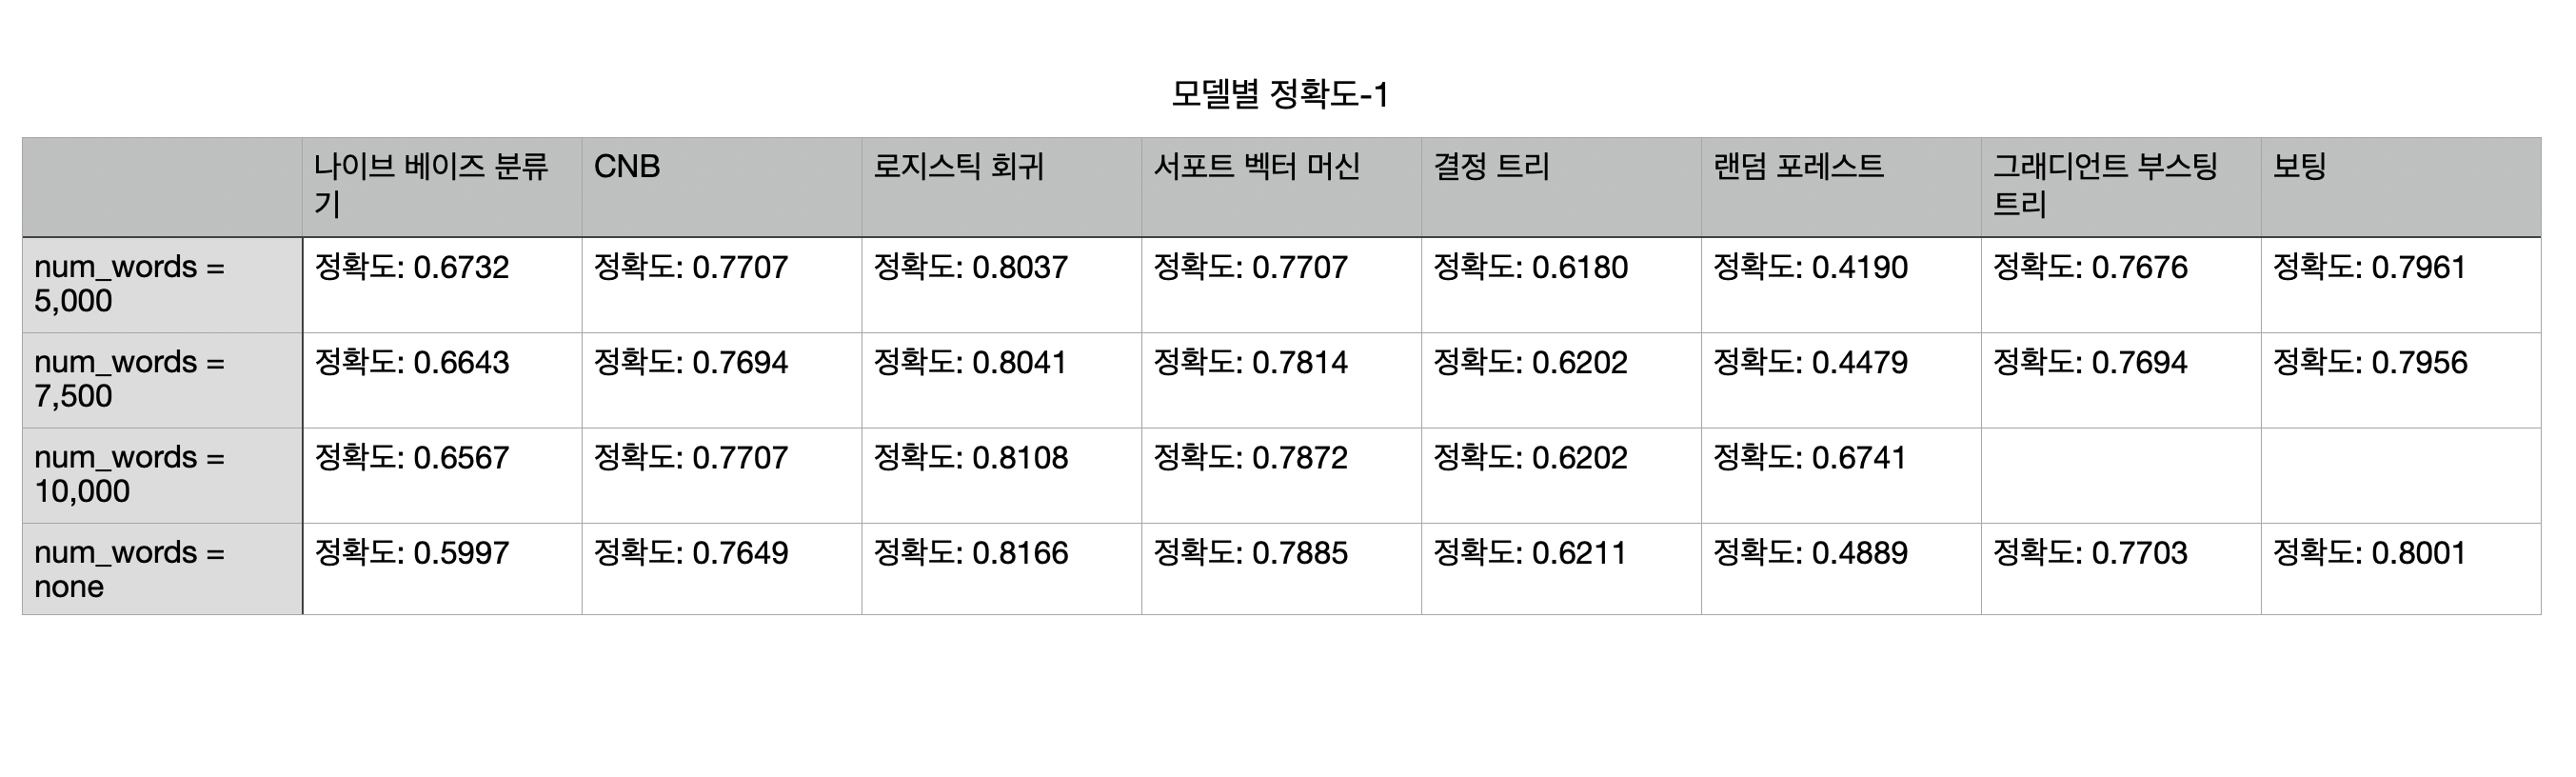 모델별 정확도-1
나이브 베이즈 분류
기
CNB
로지스틱 회귀
서포트 벡터 머신
결정 트리
랜덤 포레스트
그래디언트 부스팅
트리
보팅
num_words =
5,000
정확도: 0.6732
정확도: 0.7707
정확도: 0.8037
정확도: 0.7707
정확도: 0.6180
정확도: 0.4190
정확도: 0.7676
정확도: 0.7961
num_words =
7,500
정확도: 0.6643
정확도: 0.7694
정확도: 0.8041
정확도: 0.7814
정확도: 0.6202
정확도: 0.4479
정확도: 0.7694
정확도: 0.7956
num_words =
10,000
정확도: 0.6567
정확도: 0.7707
정확도: 0.8108
정확도: 0.7872
정확도: 0.6202
정확도: 0.6741
num_words =
none
정확도: 0.5997
정확도: 0.7649
정확도: 0.8166
정확도: 0.7885
정확도: 0.6211
정확도: 0.4889
정확도: 0.7703
정확도: 0.8001